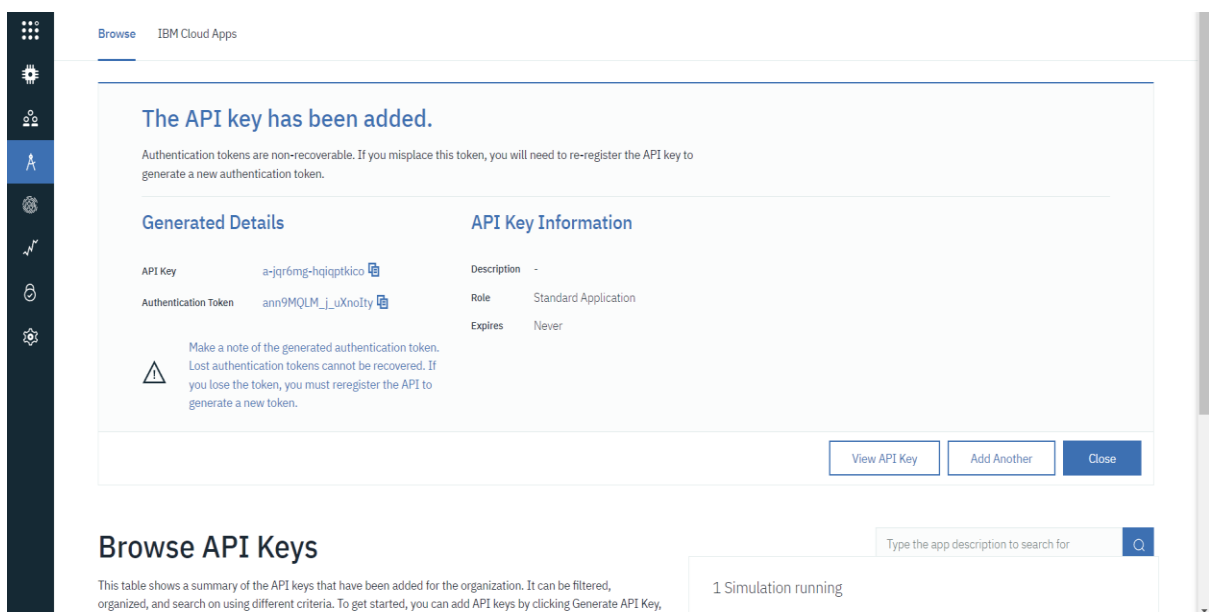 Browse IBM Cloud Apps
The API key has been added.
Authentication tokens are non-recoverable. If you misplace this token, you will need to re-register the API key to
generate a new authentication token.
Generated Details
API Key Information
API Key a-jqr6mg-hqiqptkico
Description -
Authentication Token ann9MQLM_j_uXnoIty
Role Standard Application
Expires Never
Make a note of the generated authentication token.
Lost authentication tokens cannot be recovered. If
you lose the token, you must reregister the API to
generate a new token.
View API Key Add Another Close
Browse API Keys
Type the app description to search for
This table shows a summary of the API keys that have been added for the organization. It can be filtered,
organized, and search on using different criteria. To get started, you can add API keys by clicking Generate API Key,
1 Simulation running